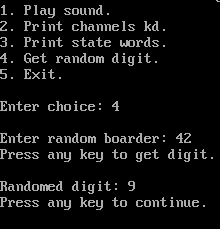 1. Play sound.
2. Print channels kd.
3. Print state words.
4. Get random digit.
5. Exit.
Enter choice: 4
Enter random boarder: 42
Press any key to get digit.
Randomed digit: 9
Press any key to continue.